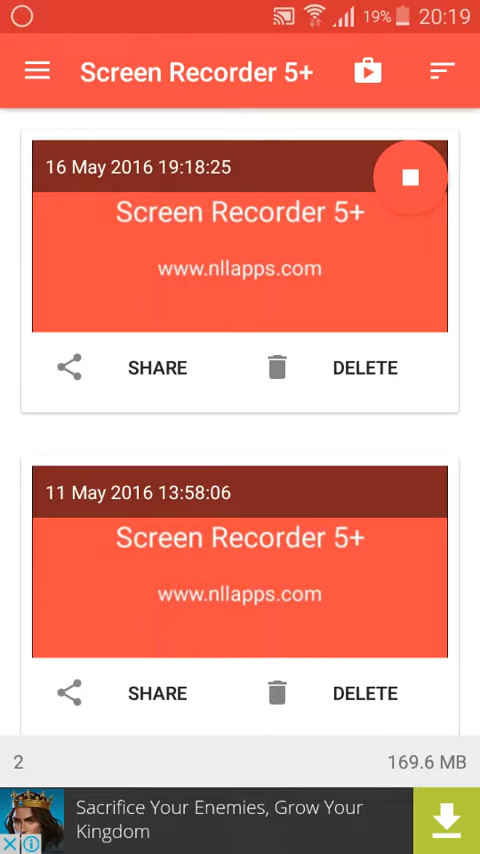 19% 20:19
Screen Recorder 5+
16 May 2016 19:18:25
Screen Recorder 5+
www.nllapps.com
SHARE DELETE
11 May 2016 13:58:06
Screen Recorder 5+
www.nllapps.com
SHARE DELETE
2 169.6 MB
Sacrifice Your Enemies, Grow Your
Kingdom